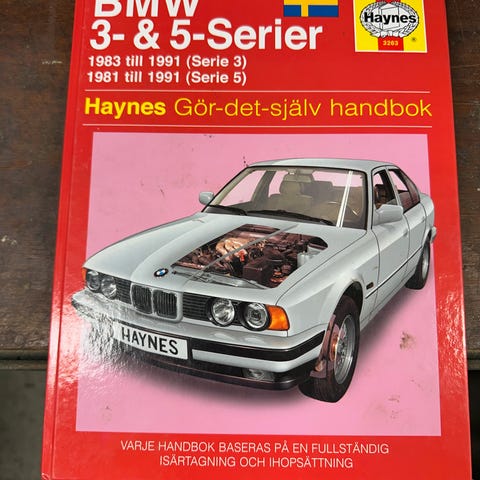 BMW
3- & 5-Serier
1983 till 1991 (Serie 3)
1981 till 1991 (Serie 5)
Haynes
3263
Haynes Gör-det-själv handbok
HAYNES
VARJE HANDBOK BASERAS PÅ EN FULLSTÄNDIG
ISÄRTAGNING OCH IHOPSÄTTNING